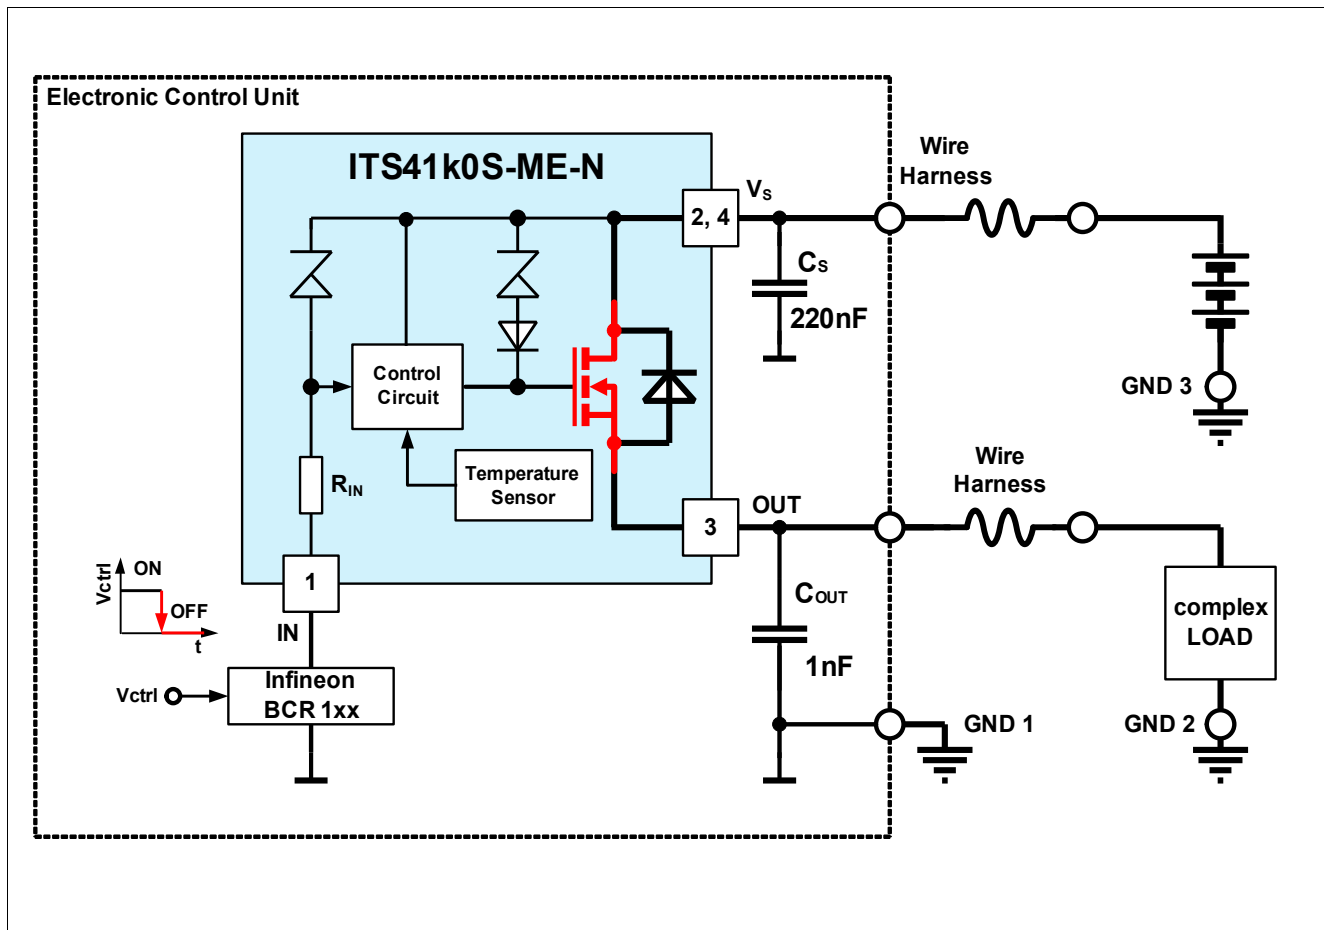 Electronic Control Unit
ITS41k0S-ME-N
Wire
Harness
VS
2, 4
CS
220nF
Control
Circuit
GND 3
Temperature
Sensor
RIN
Wire
Harness
OUT
3
Vctrl
ON
OFF
t
1
IN
COUT
1nF
complex
LOAD
Infineon
BCR 1xx
Vctrl
GND 1
GND 2